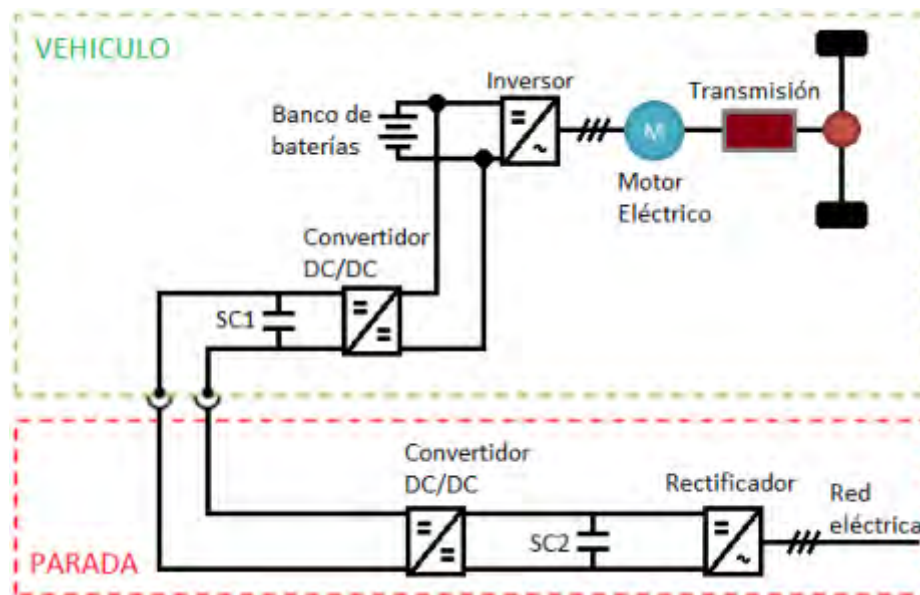 VEHICULO
Inversor
Transmisión
Banco de
baterías
M
Motor
Eléctrico
Convertidor
DC/DC
SC1
Convertidor
DC/DC
Rectificador
Red
eléctrica
SC2
PARADA